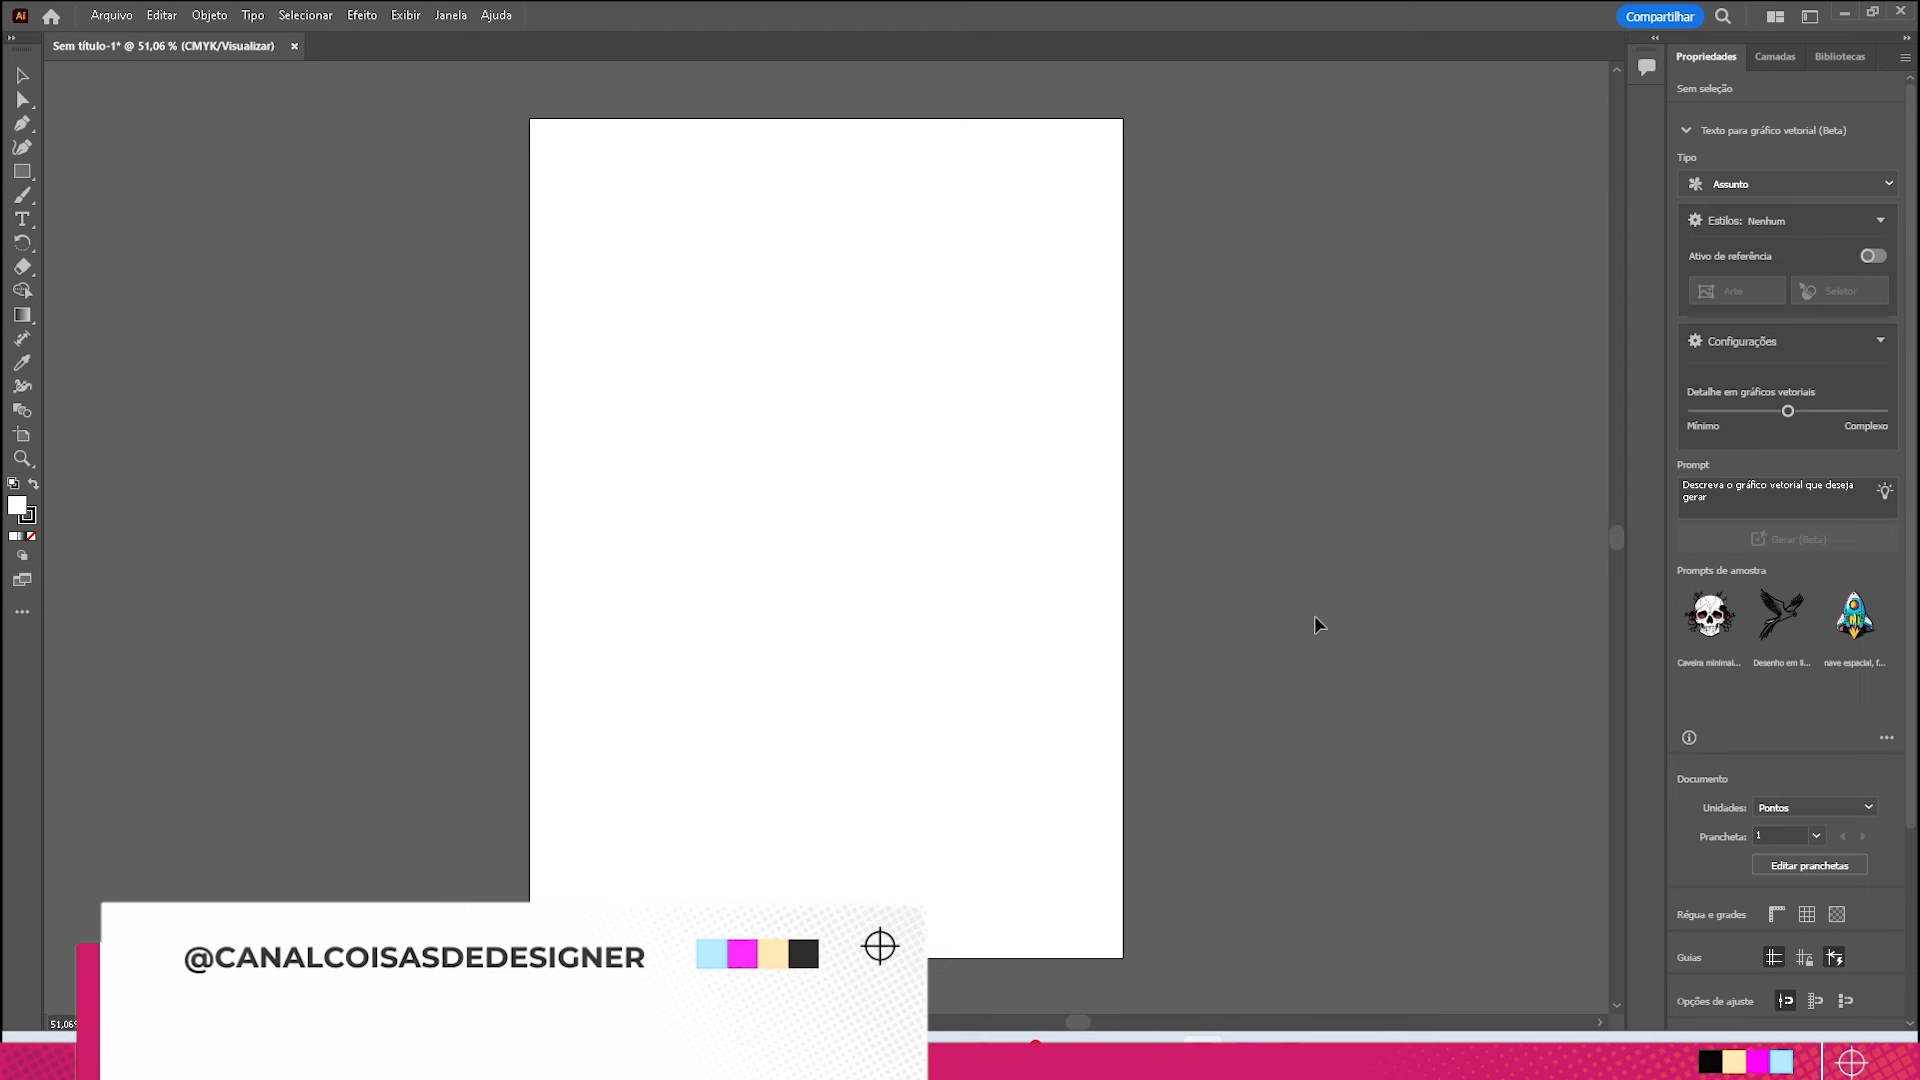 Ai
Arquivo Editar Objeto Tipo Selecionar Efeito Exibir Janela Ajuda
Compartilhar
Sem título-1* @ 51,06 % (CMYK/Visualizar)
Propriedades Camadas Bibliotecas
Sem seleção
Texto para gráfico vetorial (Beta)
Tipo
Assunto
Estilos: Nenhum
Ativo de referência
Arte Seletor
Configurações
Detalhe em gráficos vetoriais
Mínimo Complexo
Prompt
Descreva o gráfico vetorial que deseja
gerar
Gerar (Beta)
Prompts de amostra
Caveira minimal... Desenho em li... nave espacial, f...
Documento
Unidades: Pontos
Prancheta: 1
Editar pranchetas
Régua e grades
Guias
Opções de ajuste
@CANALCOISASDEDESIGNER
51,06